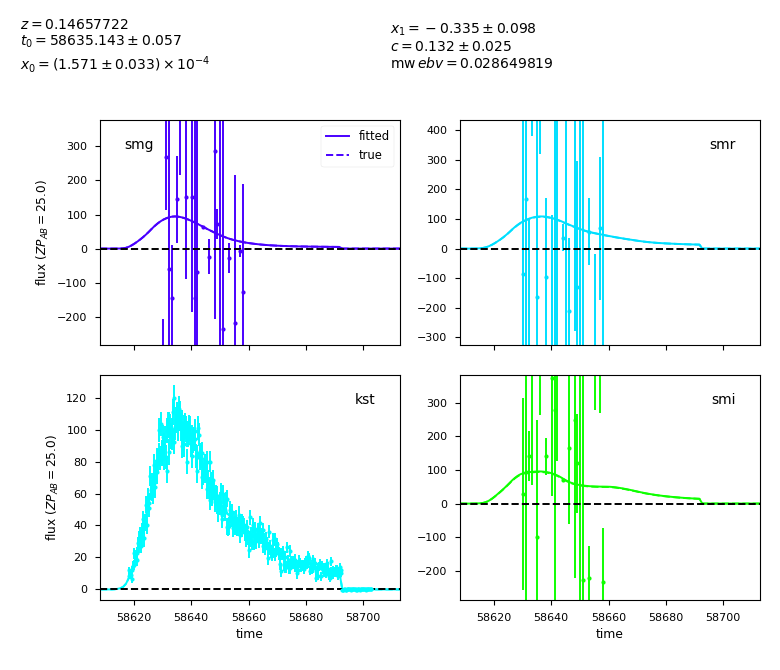 z = 0.14657722
t₀ = 58635.143 ± 0.057
x₀ = (1.571 ± 0.033) × 10⁻⁴
x₁ = −0.335 ± 0.098
c = 0.132 ± 0.025
mw ebv = 0.028649819
smg
fitted
true
flux (ZP_AB = 25.0)
300
200
100
0
−100
−200
smr
400
300
200
100
0
−100
−200
−300
kst
flux (ZP_AB = 25.0)
120
100
80
60
40
20
0
58620 58640 58660 58680 58700
time
smi
300
200
100
0
−100
−200
58620 58640 58660 58680 58700
time